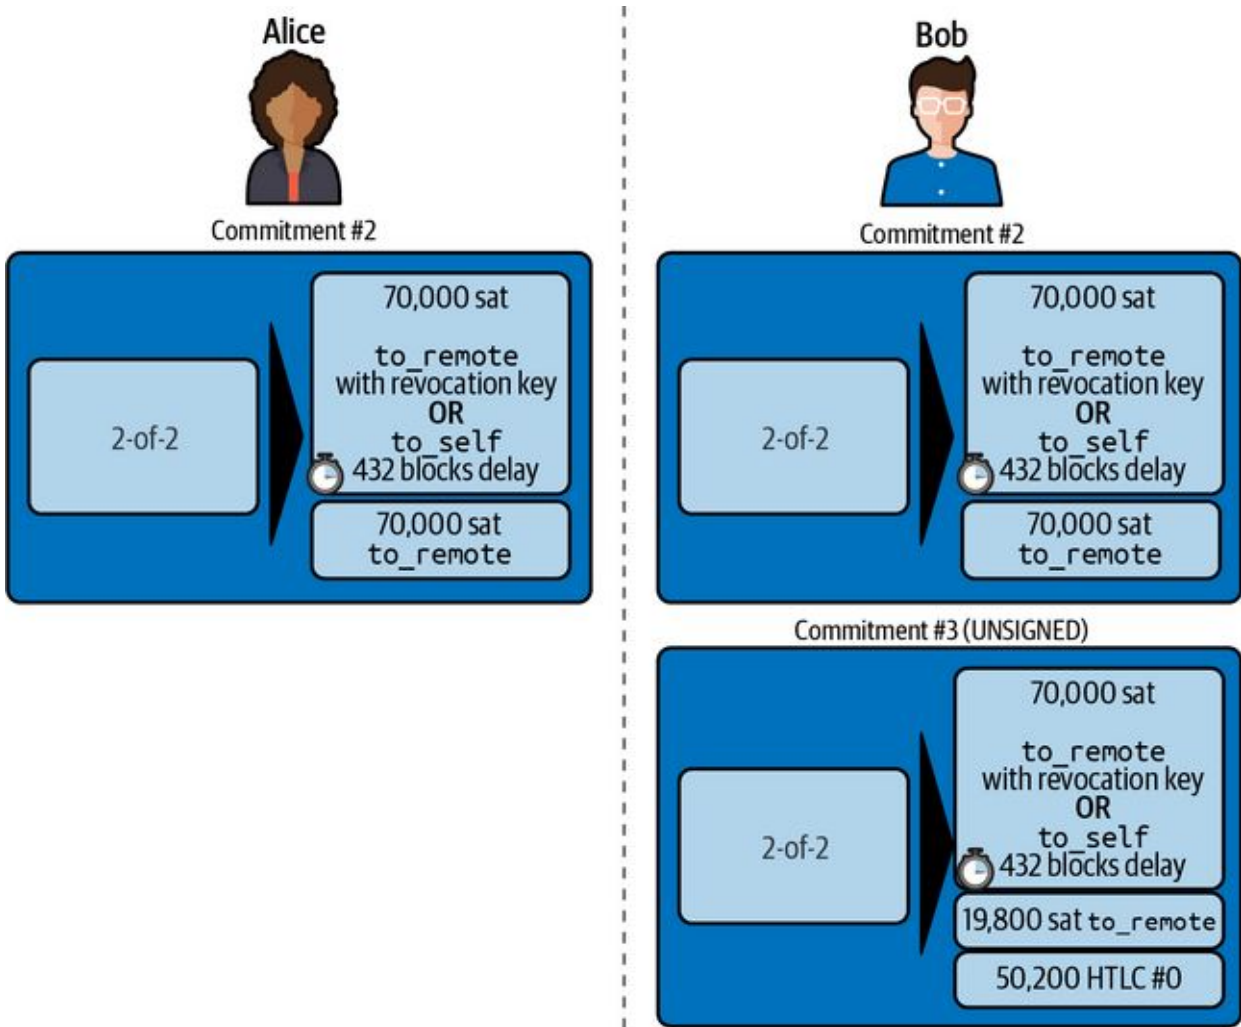 Alice
Bob
Commitment #2
2-of-2
70,000 sat
to_remote
with revocation key
OR
to_self
432 blocks delay
70,000 sat
to_remote
Commitment #2
2-of-2
70,000 sat
to_remote
with revocation key
OR
to_self
432 blocks delay
70,000 sat
to_remote
Commitment #3 (UNSIGNED)
2-of-2
70,000 sat
to_remote
with revocation key
OR
to_self
432 blocks delay
19,800 sat to_remote
50,200 HTLC #0